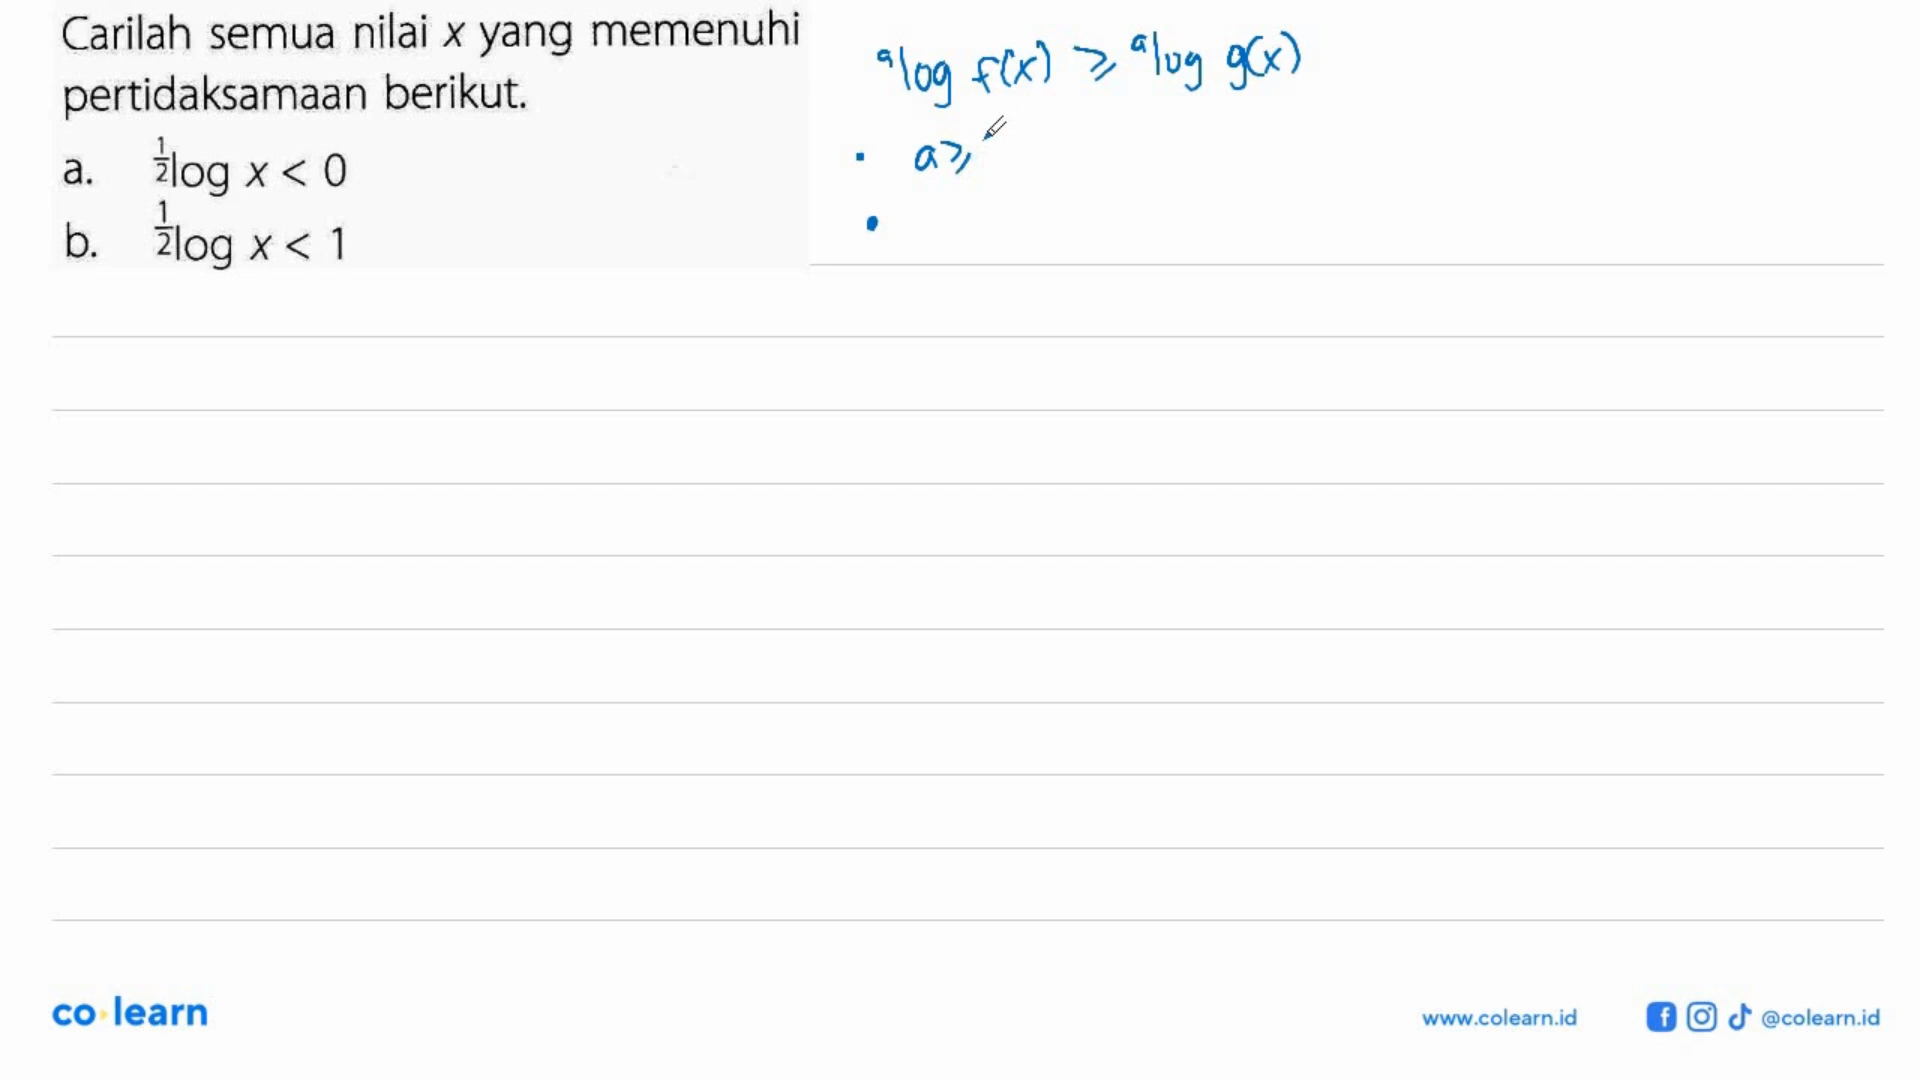 Carilah semua nilai x yang memenuhi
pertidaksamaan berikut.
a. ½log x < 0
b. ½log x < 1
ᵃlog f(x) ⩾ ᵃlog g(x)
• a⩾
•
co learn
www.colearn.id
@colearn.id